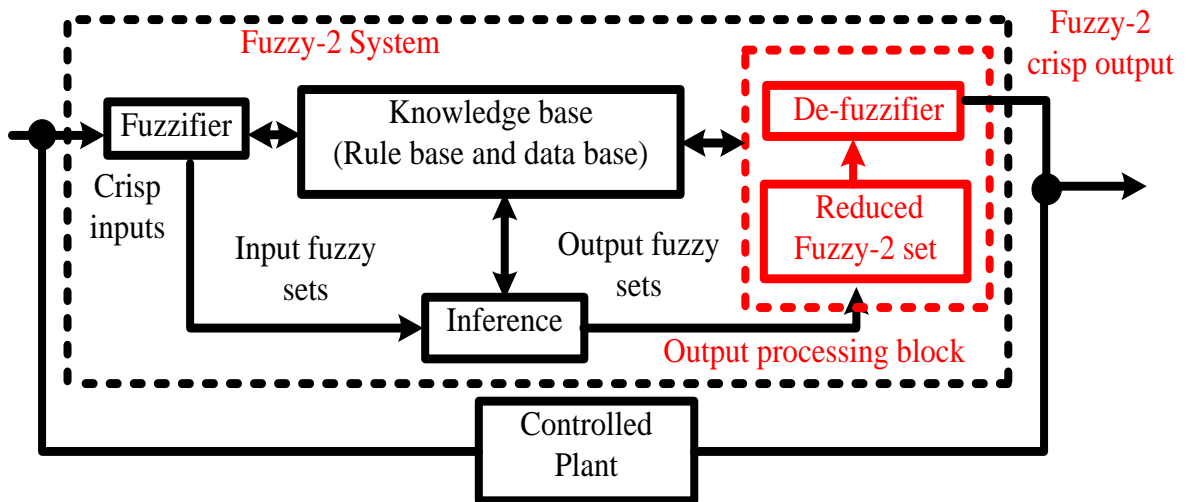 Fuzzy-2 System
Fuzzy-2
crisp output
Fuzzifier
Knowledge base
(Rule base and data base)
De-fuzzifier
Crisp
inputs
Reduced
Fuzzy-2 set
Input fuzzy
sets
Output fuzzy
sets
Inference
Output processing block
Controlled
Plant